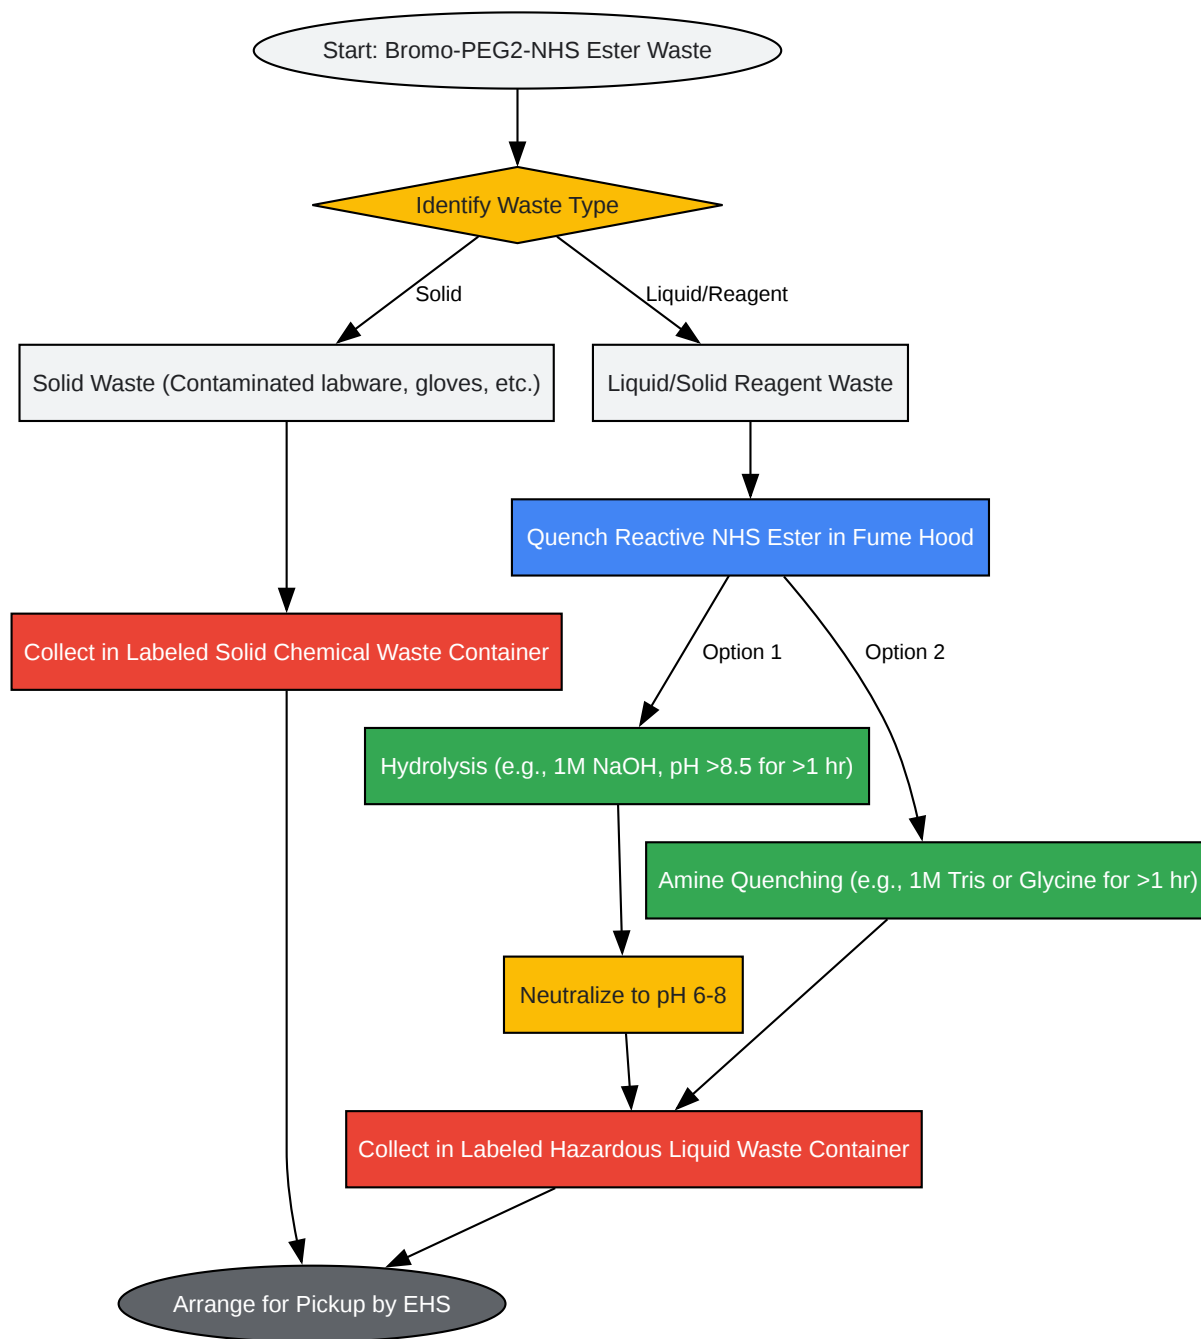 Start: Bromo-PEG2-NHS Ester Waste
Identify Waste Type
Solid
Liquid/Reagent
Solid Waste (Contaminated labware, gloves, etc.)
Liquid/Solid Reagent Waste
Quench Reactive NHS Ester in Fume Hood
Collect in Labeled Solid Chemical Waste Container
Option 1
Option 2
Hydrolysis (e.g., 1M NaOH, pH >8.5 for >1 hr)
Amine Quenching (e.g., 1M Tris or Glycine for >1 hr)
Neutralize to pH 6-8
Collect in Labeled Hazardous Liquid Waste Container
Arrange for Pickup by EHS